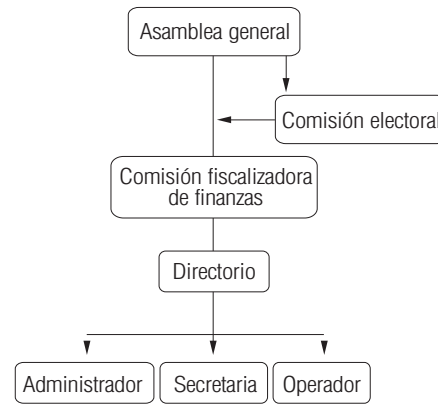 Asamblea general
Comisión electoral
Comisión fiscalizadora
de finanzas
Directorio
Administrador
Secretaria
Operador